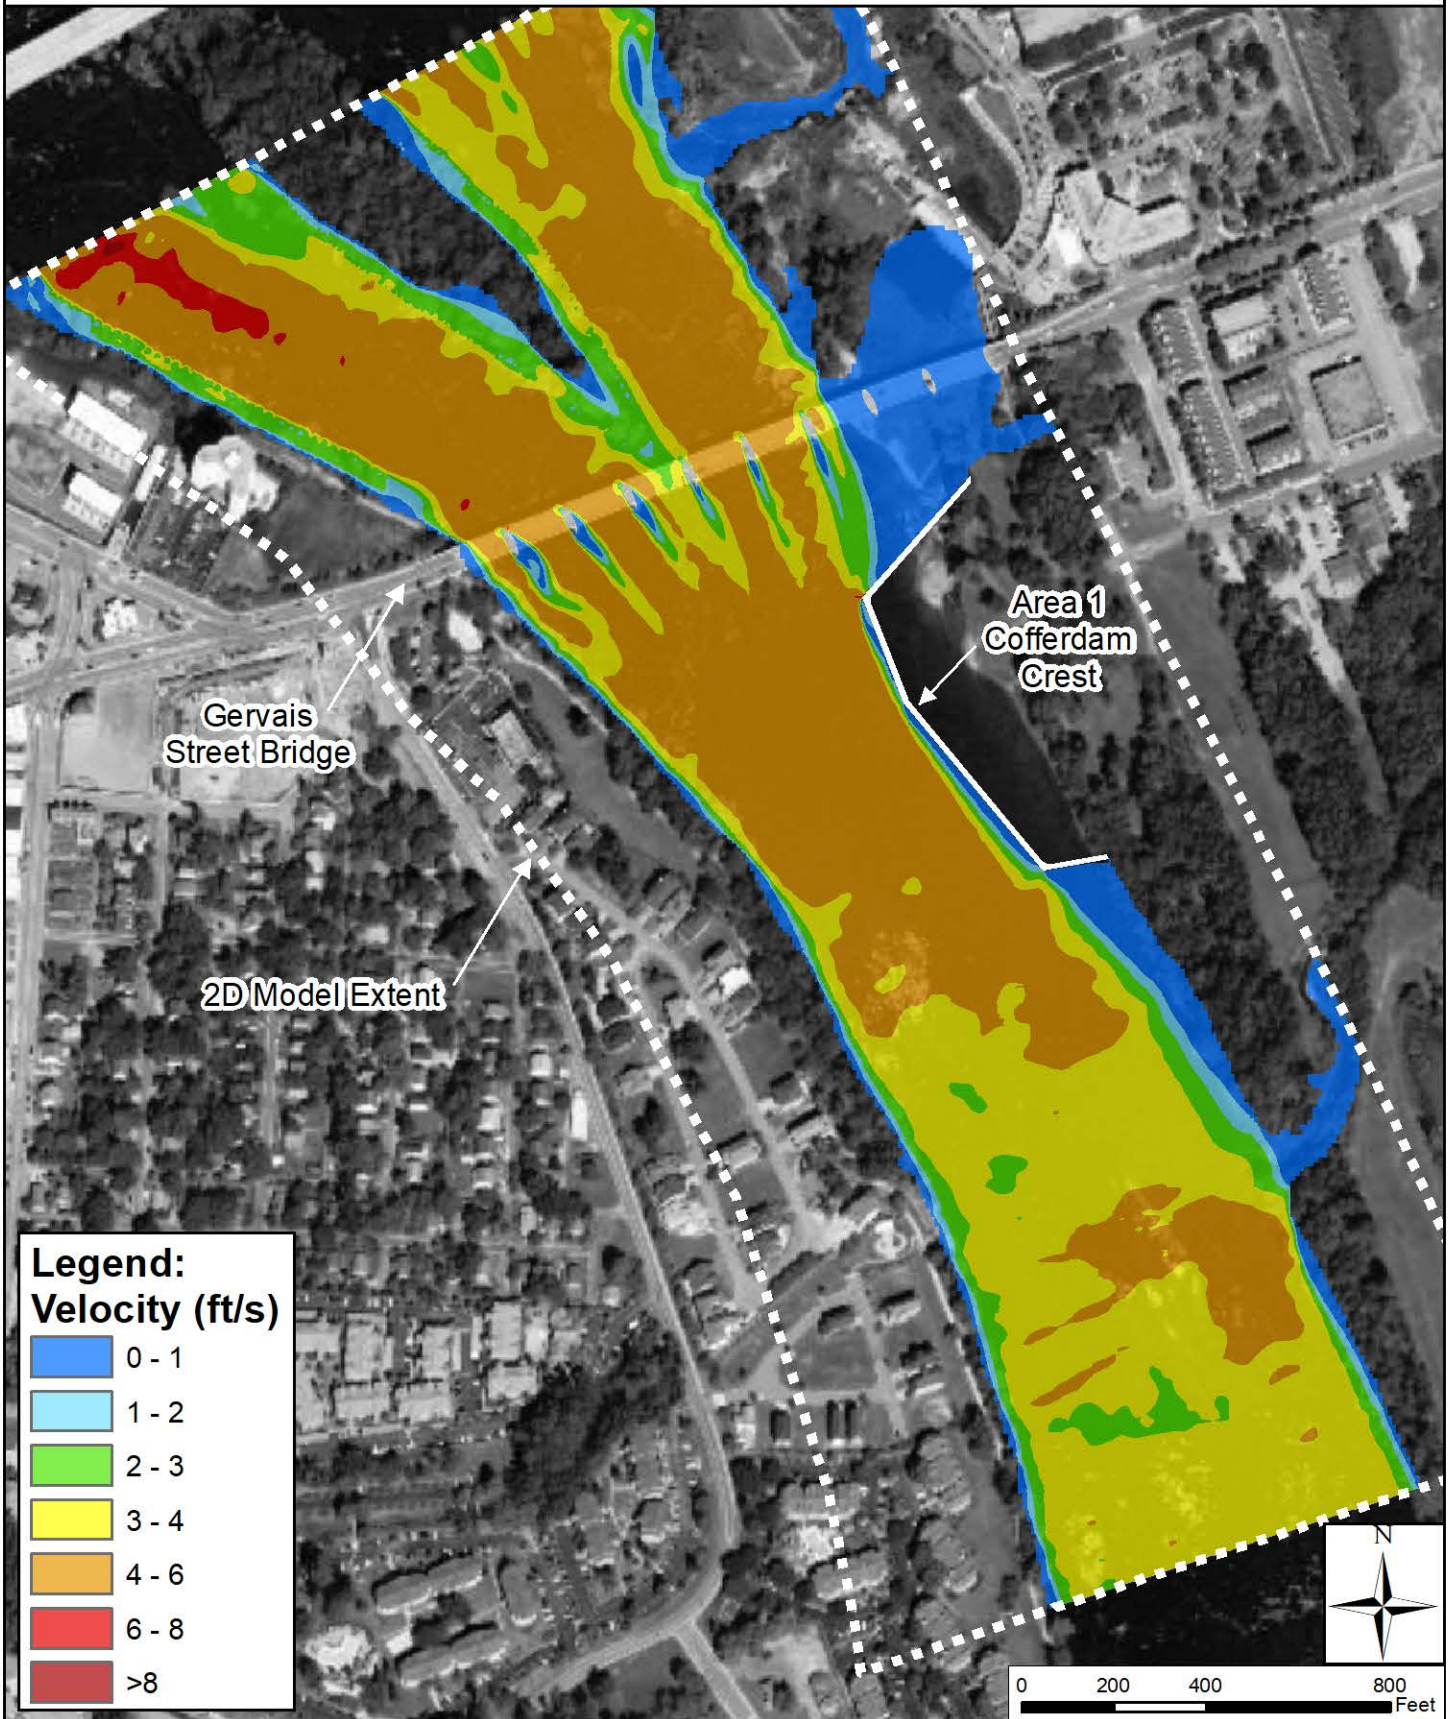 Area 1
Cofferdam
Crest
Gervais
Street Bridge
2D Model Extent
Legend:
Velocity (ft/s)
0 - 1
1 - 2
2 - 3
3 - 4
4 - 6
6 - 8
>8
N
0 200 400 800
Feet